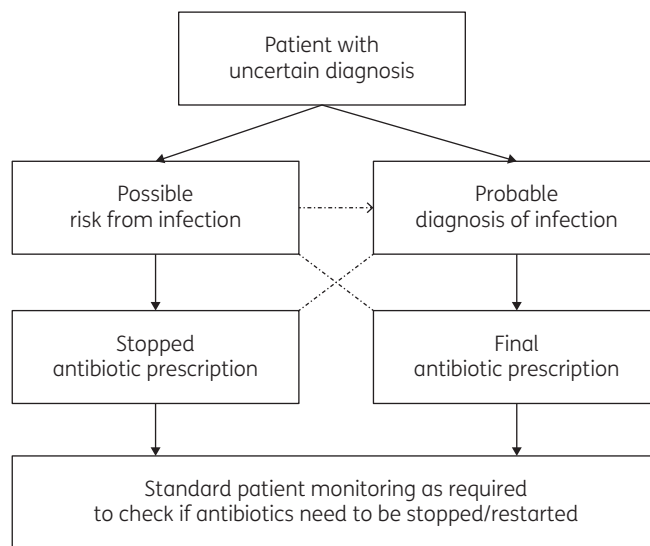 Patient with
uncertain diagnosis
Possible
risk from infection
Probable
diagnosis of infection
Stopped
antibiotic prescription
Final
antibiotic prescription
Standard patient monitoring as required
to check if antibiotics need to be stopped/restarted